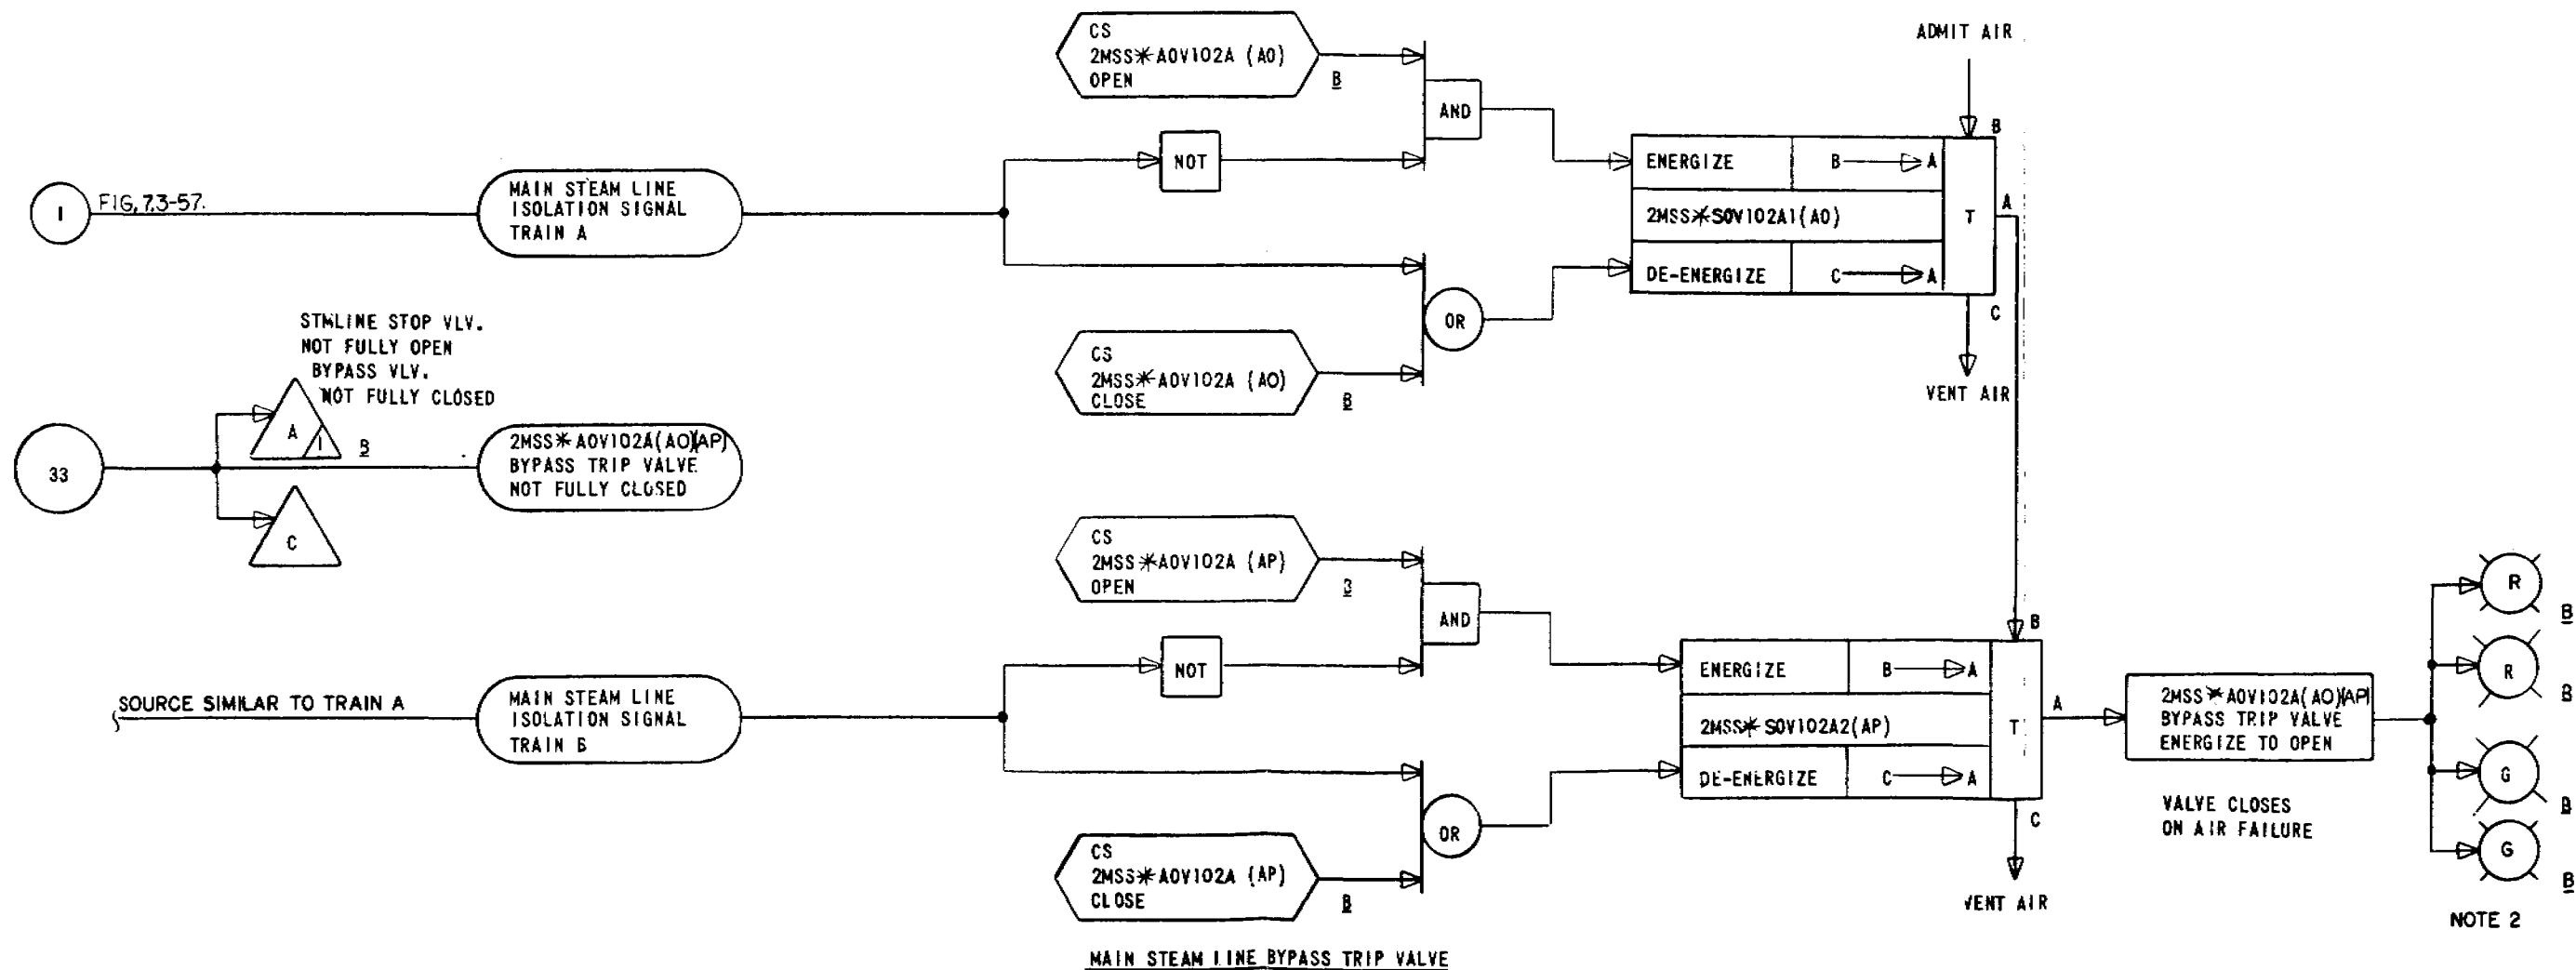 CS
2MSS*AOV102A (AO)
OPEN
B
AND
NOT
1
FIG. 7.3-57.
MAIN STEAM LINE
ISOLATION SIGNAL
TRAIN A
OR
CS
2MSS*AOV102A (AO)
CLOSE
B
ADMIT AIR
B
ENERGIZE
B
A
2MSS*SOV102A1(AO)
T
A
DE-ENERGIZE
C
A
C
VENT AIR
STMLINE STOP VLV.
NOT FULLY OPEN
BYPASS VLV.
NOT FULLY CLOSED
A
1
B
33
C
2MSS*AOV102A(AO)(AP)
BYPASS TRIP VALVE
NOT FULLY CLOSED
CS
2MSS*AOV102A (AP)
OPEN
AND
NOT
SOURCE SIMILAR TO TRAIN A
MAIN STEAM LINE
ISOLATION SIGNAL
TRAIN B
OR
CS
2MSS*AOV102A (AP)
CLOSE
B
B
ENERGIZE
B
A
2MSS*SOV102A2(AP)
T
A
DE-ENERGIZE
C
A
C
VENT AIR
2MSS*AOV102A(AO)(AP)
BYPASS TRIP VALVE
ENERGIZE TO OPEN
VALVE CLOSES
ON AIR FAILURE
R
B
R
B
G
B
G
B
NOTE 2
MAIN STEAM LINE BYPASS TRIP VALVE